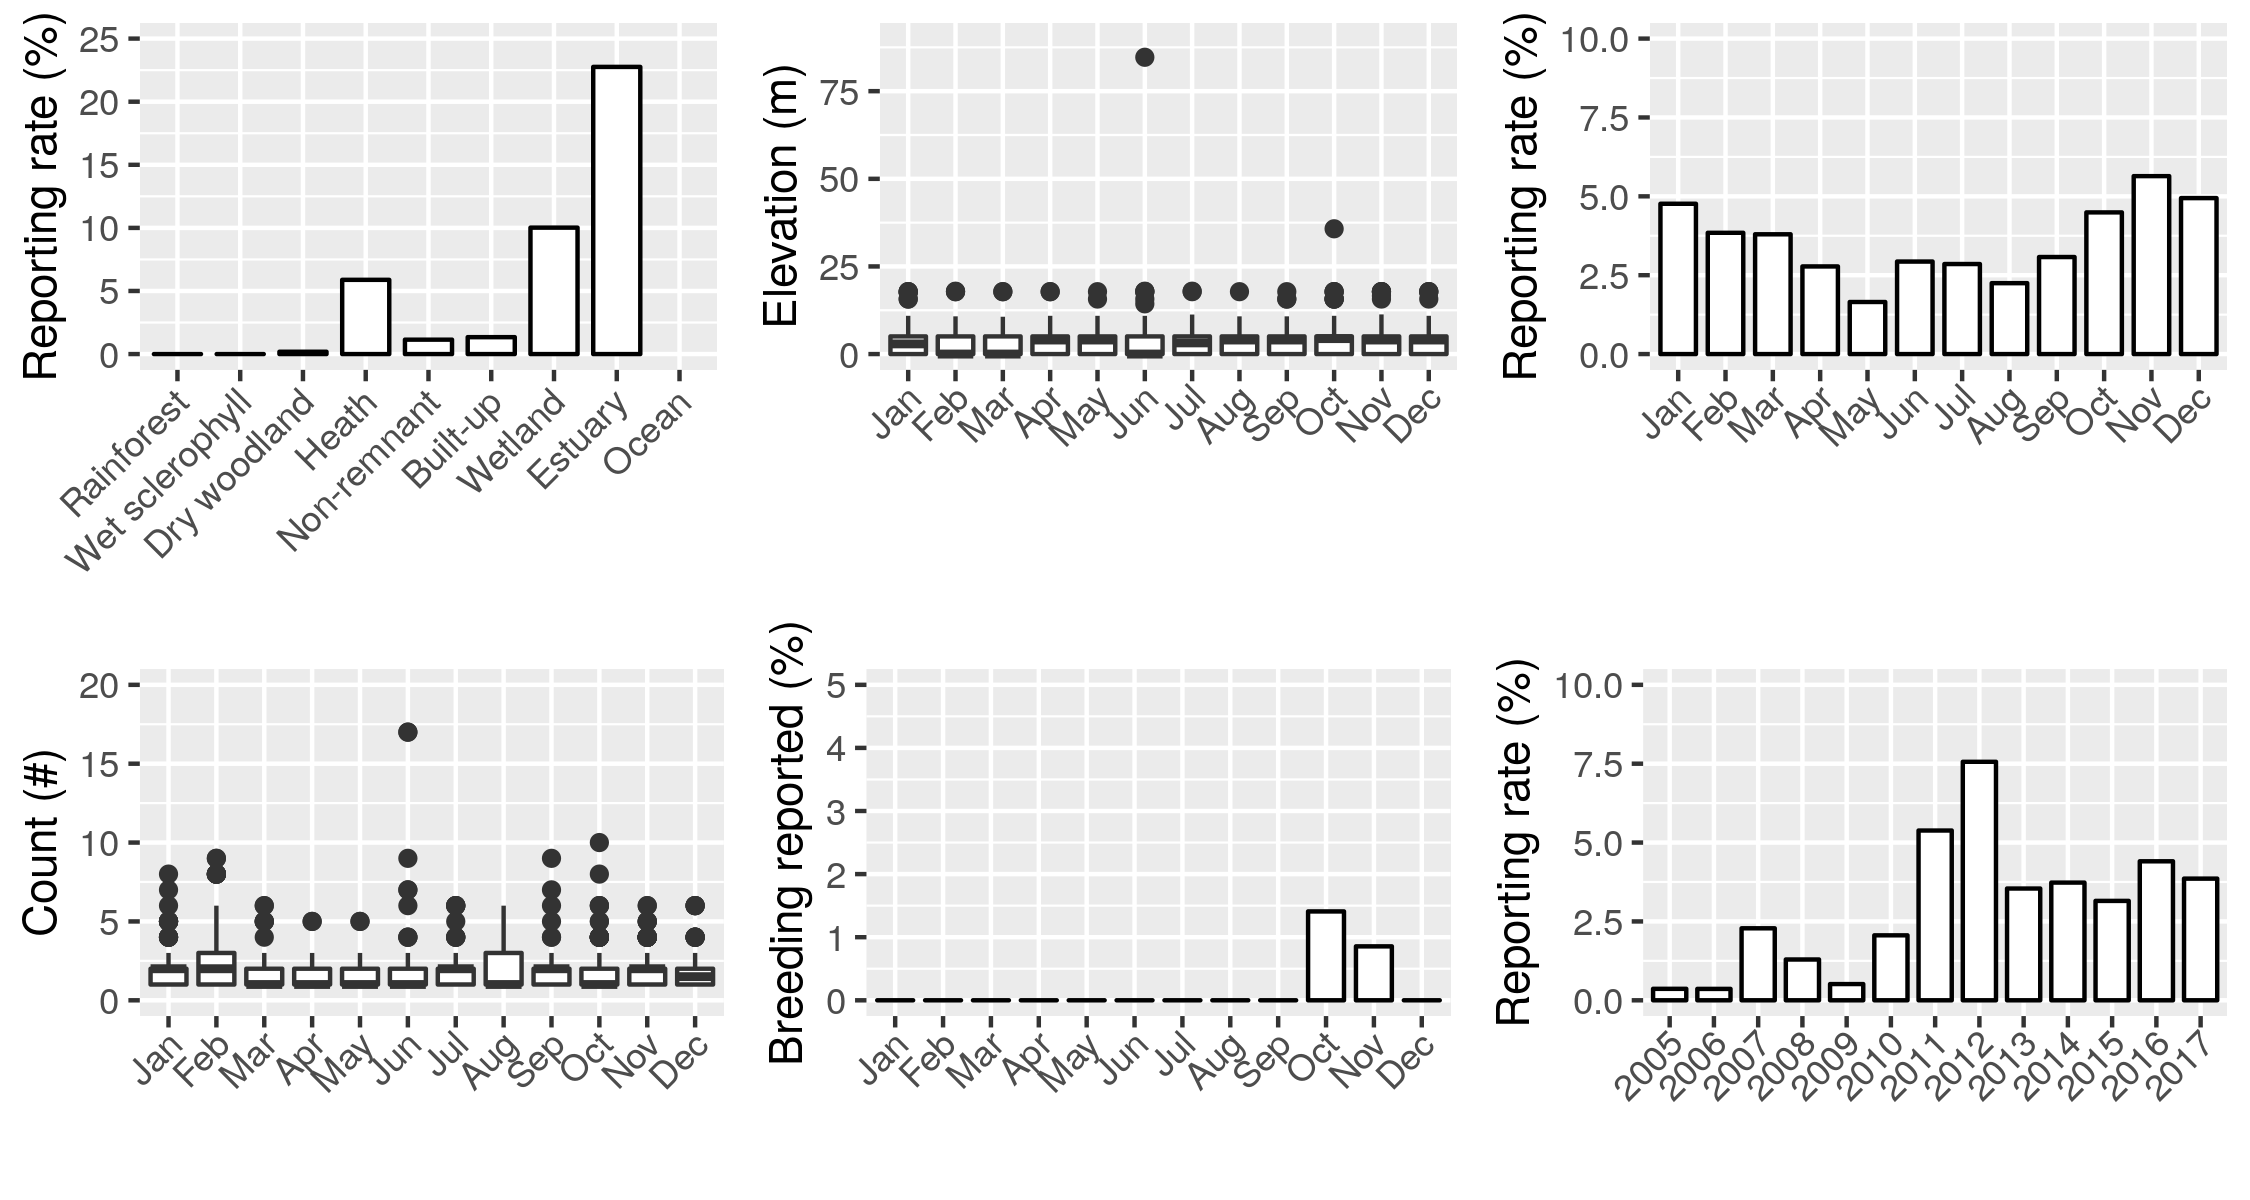 Reporting rate (%)
25
20
15
10
5
0
Rainforest
Wet sclerophyll
Dry woodland
Heath
Non-remnant
Built-up
Wetland
Estuary
Ocean
Elevation (m)
75
50
25
0
Jan
Feb
Mar
Apr
May
Jun
Jul
Aug
Sep
Oct
Nov
Dec
Reporting rate (%)
10.0
7.5
5.0
2.5
0.0
Jan
Feb
Mar
Apr
May
Jun
Jul
Aug
Sep
Oct
Nov
Dec
Count (#)
20
15
10
5
0
Jan
Feb
Mar
Apr
May
Jun
Jul
Aug
Sep
Oct
Nov
Dec
Breeding reported (%)
5
4
3
2
1
0
Jan
Feb
Mar
Apr
May
Jun
Jul
Aug
Sep
Oct
Nov
Dec
Reporting rate (%)
10.0
7.5
5.0
2.5
0.0
2005
2006
2007
2008
2009
2010
2011
2012
2013
2014
2015
2016
2017